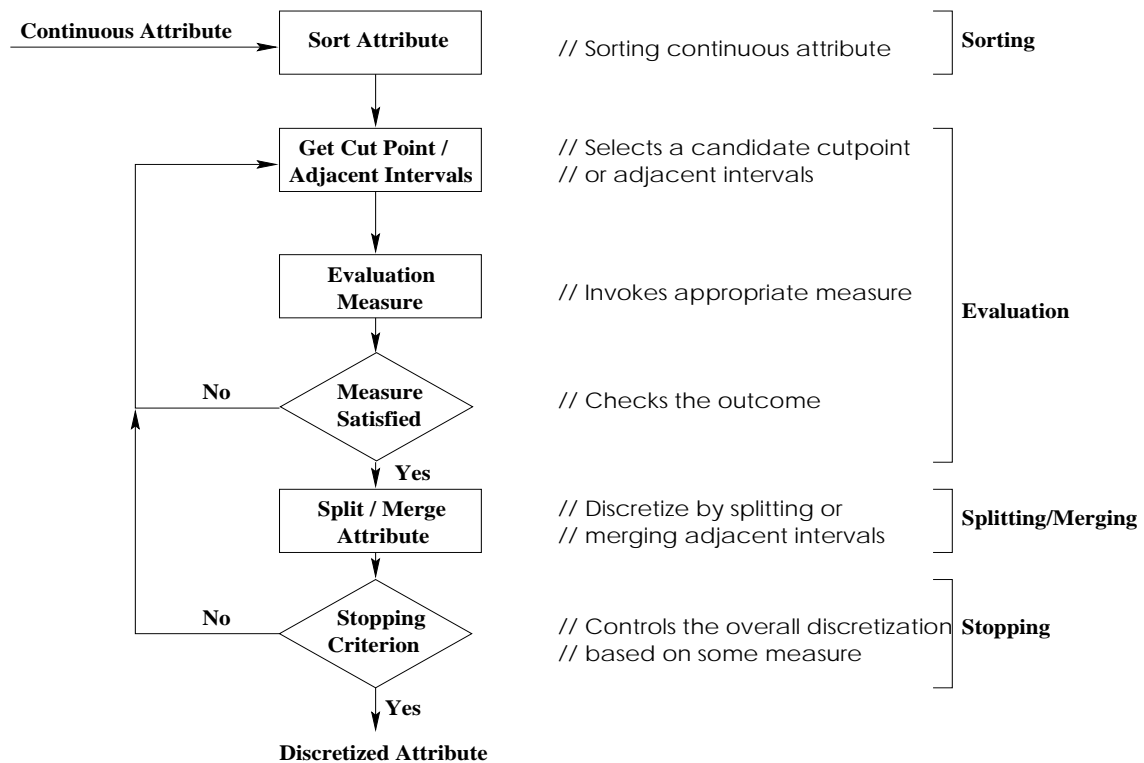 Continuous Attribute
Sort Attribute
// Sorting continuous attribute
Sorting
Get Cut Point /
Adjacent Intervals
// Selects a candidate cutpoint
// or adjacent intervals
Evaluation
Measure
// Invokes appropriate measure
Evaluation
No
Measure
Satisfied
// Checks the outcome
Yes
Split / Merge
Attribute
// Discretize by splitting or
// merging adjacent intervals
Splitting/Merging
No
Stopping
Criterion
// Controls the overall discretization
// based on some measure
Stopping
Yes
Discretized Attribute